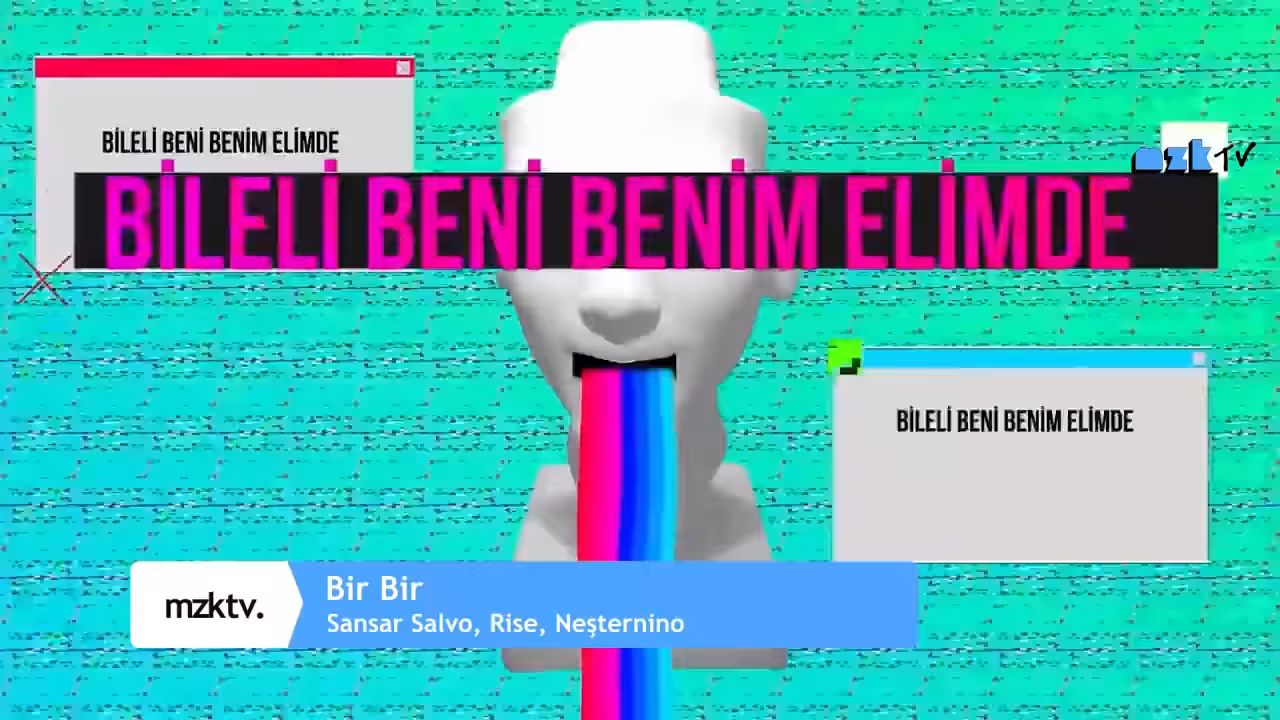 BİLELİ BENİ BENİM ELİMDE
mzkTV
BİLELİ BENİ BENİM ELİMDE
BİLELİ BENİ BENİM ELİMDE
mzktv.
Bir Bir
Sansar Salvo, Rise, Neşternino